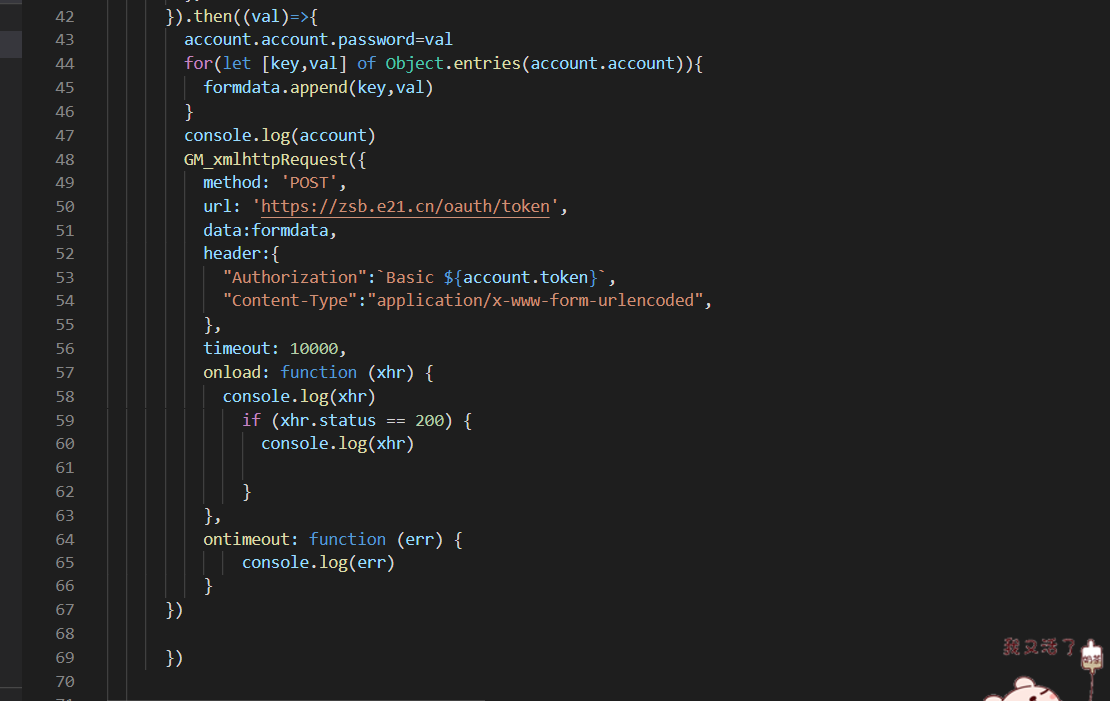 42 }).then((val)=>{
43 account.account.password=val
44 for(let [key,val] of Object.entries(account.account)){
45 formdata.append(key,val)
46 }
47 console.log(account)
48 GM_xmlhttpRequest({
49 method: 'POST',
50 url: 'https://zsb.e21.cn/oauth/token',
51 data:formdata,
52 header:{
53 "Authorization":`Basic ${account.token}`,
54 "Content-Type":"application/x-www-form-urlencoded",
55 },
56 timeout: 10000,
57 onload: function (xhr) {
58 console.log(xhr)
59 if (xhr.status == 200) {
60 console.log(xhr)
61
62 }
63 },
64 ontimeout: function (err) {
65 console.log(err)
66 }
67 })
68
69 })
70
我又活了